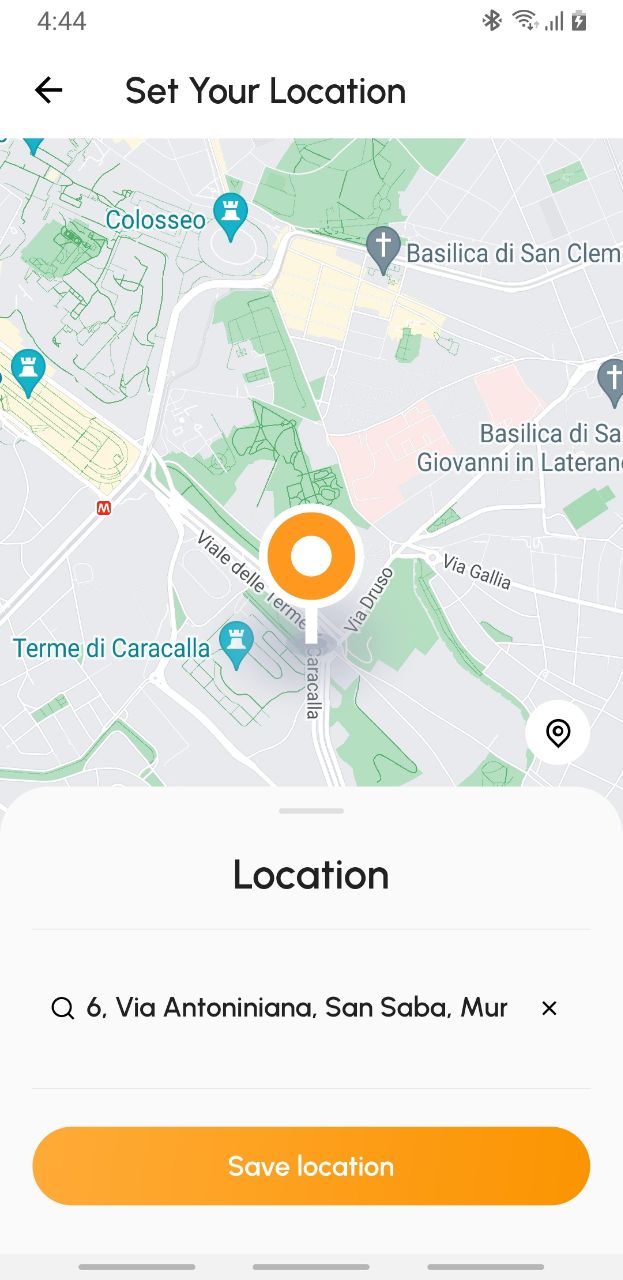 4:44
Set Your Location
Colosseo
Basilica di San Clem
Basilica di Sa
Giovanni in Laterano
M
Viale delle Terme Caracalla
Via Druso
Via Gallia
Terme di Caracalla
Location
6, Via Antoniniana, San Saba, Mur
Save location